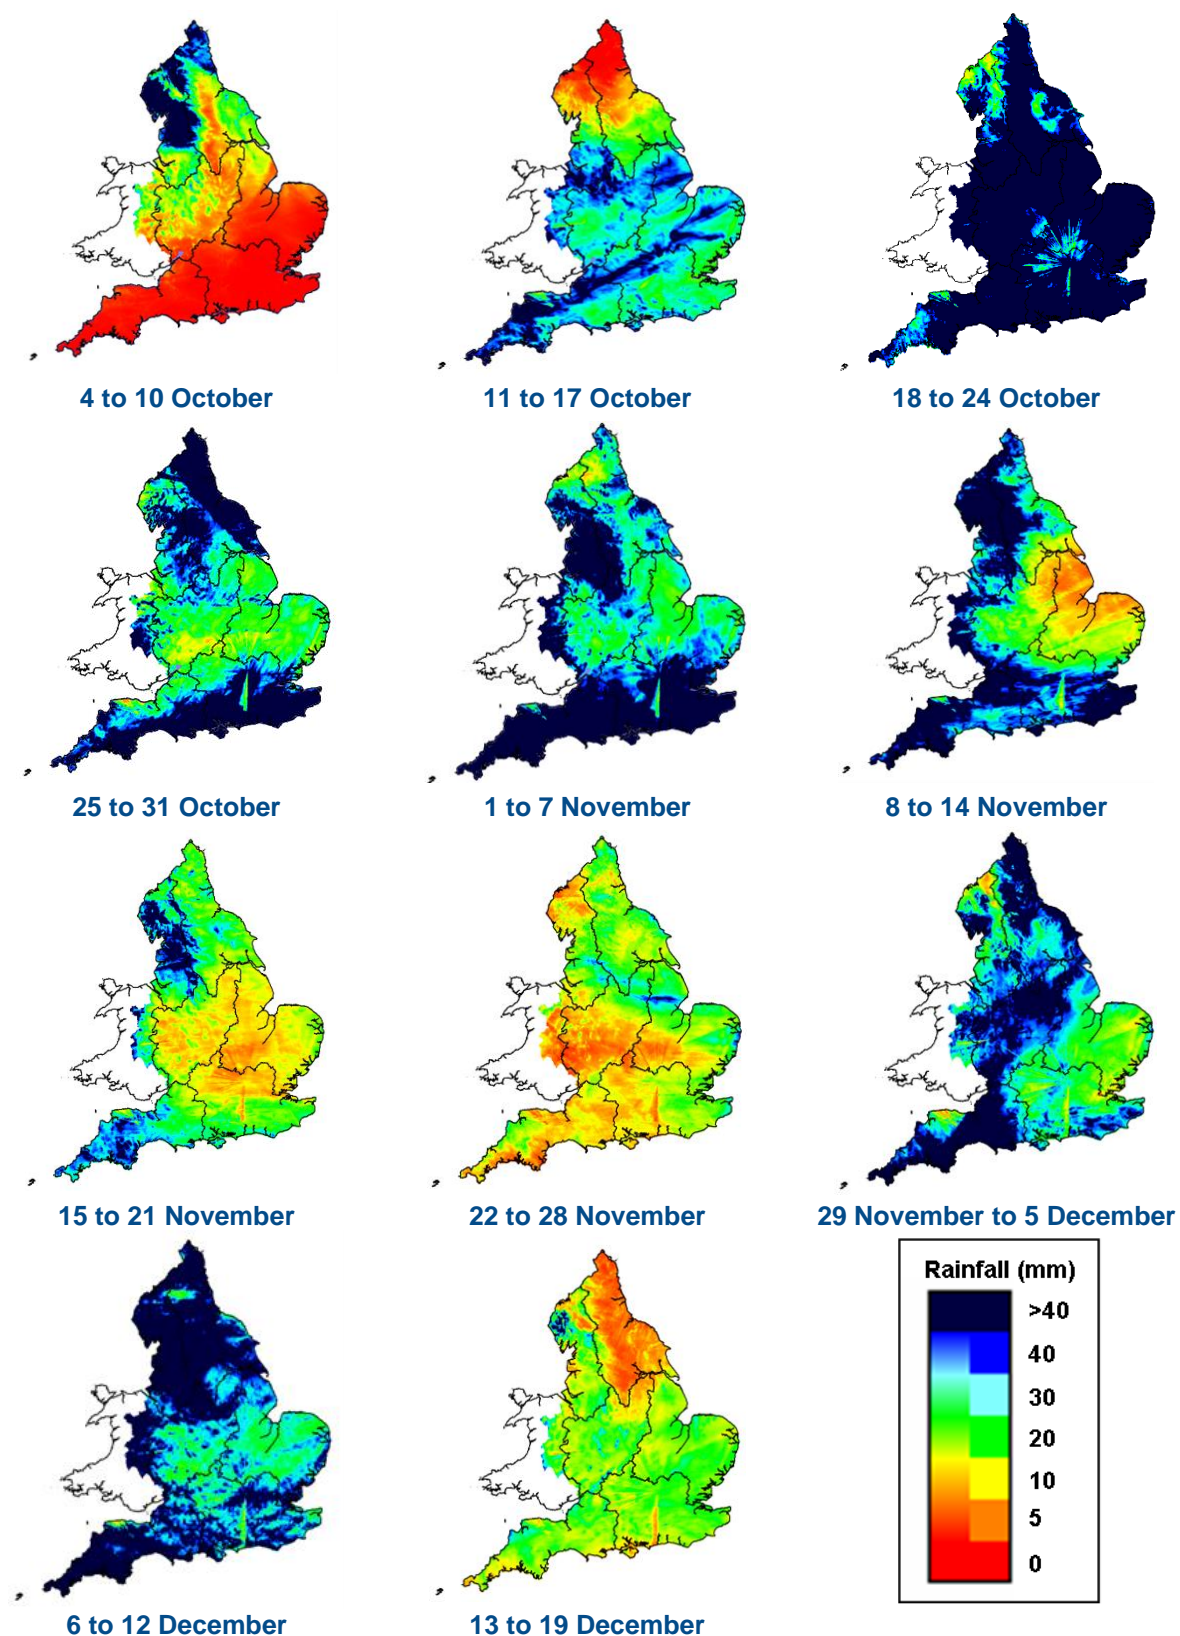 4 to 10 October
11 to 17 October
18 to 24 October
25 to 31 October
1 to 7 November
8 to 14 November
15 to 21 November
22 to 28 November
29 November to 5 December
Rainfall (mm)
>40
40
30
20
10
5
0
6 to 12 December
13 to 19 December